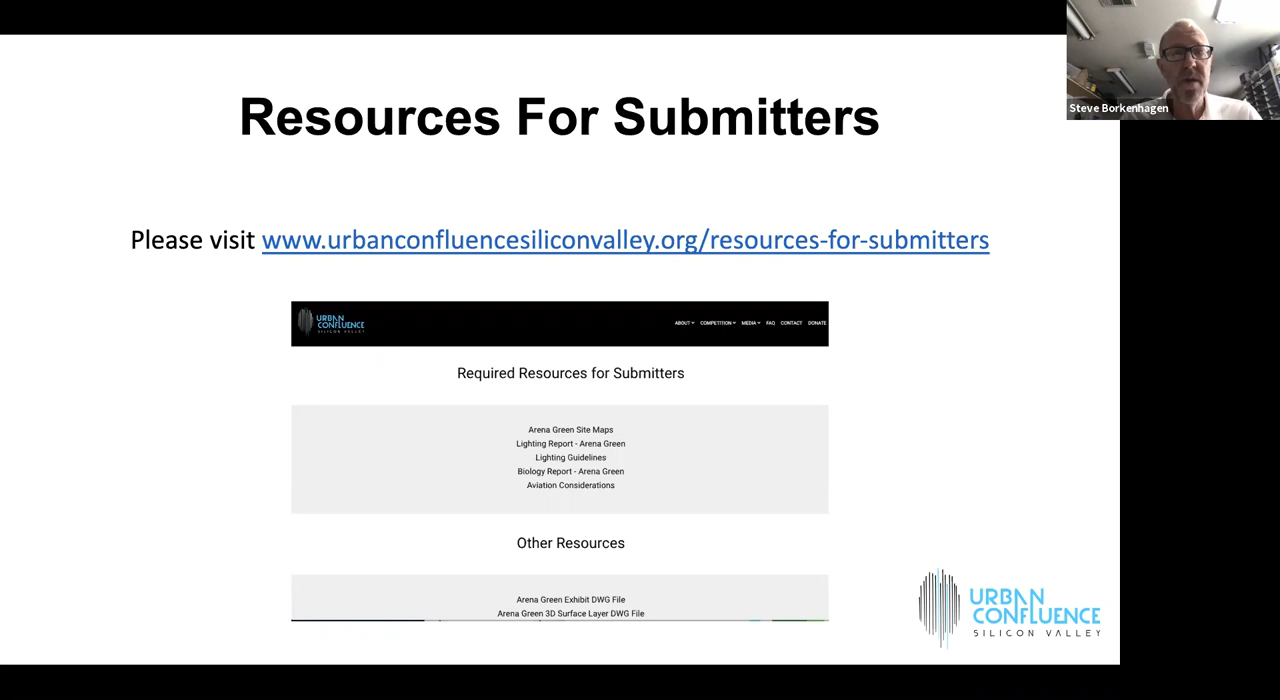 Steve Borkenhagen
Resources For Submitters
Please visit www.urbanconfluencesiliconvalley.org/resources-for-submitters
URBAN
CONFLUENCE
SILICON VALLEY
ABOUT COMPETITION MEDIA FAQ CONTACT DONATE
Required Resources for Submitters
Arena Green Site Maps
Lighting Report - Arena Green
Lighting Guidelines
Biology Report - Arena Green
Aviation Considerations
Other Resources
Arena Green Exhibit DWG File
Arena Green 3D Surface Layer DWG File
URBAN
CONFLUENCE
SILICON VALLEY